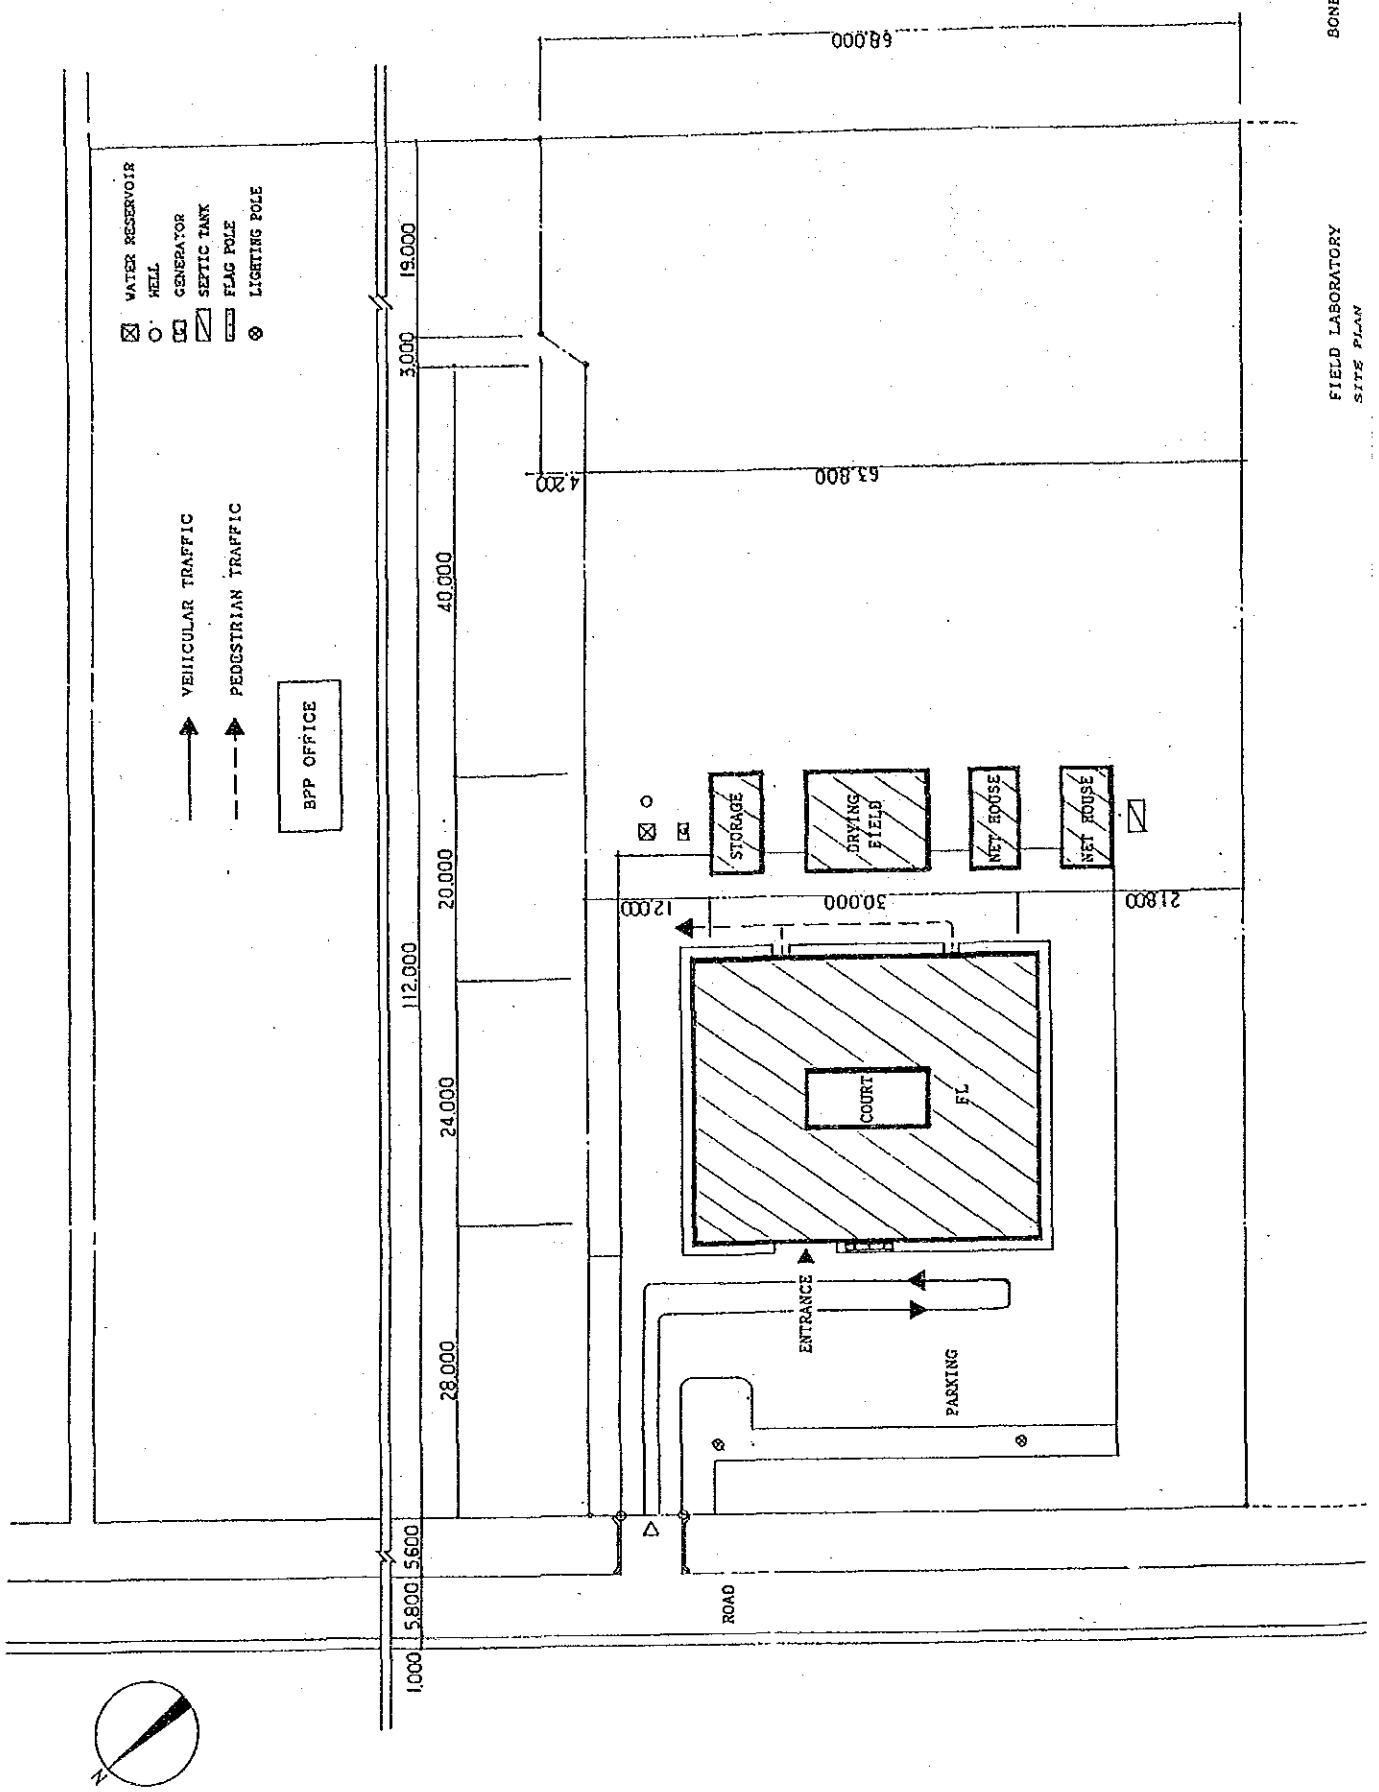 BONE
FIELD LABORATORY
SITE PLAN
WATER RESERVOIR
WELL
G GENERATOR
SEPTIC TANK
FLAG POLE
LIGHTING POLE
VEHICULAR TRAFFIC
PEDOSTRIAN TRAFFIC
BPP OFFICE
1,000 5.800 5.600
112.000
3.000
19.000
28.000
24.000
20.000
40.000
68.000
4.200
63.800
12.000
30.000
21.800
G
STORAGE
DRYING
FIELD
NET HOUSE
NET HOUSE
COURT
FL
ENTRANCE
PARKING
ROAD
N